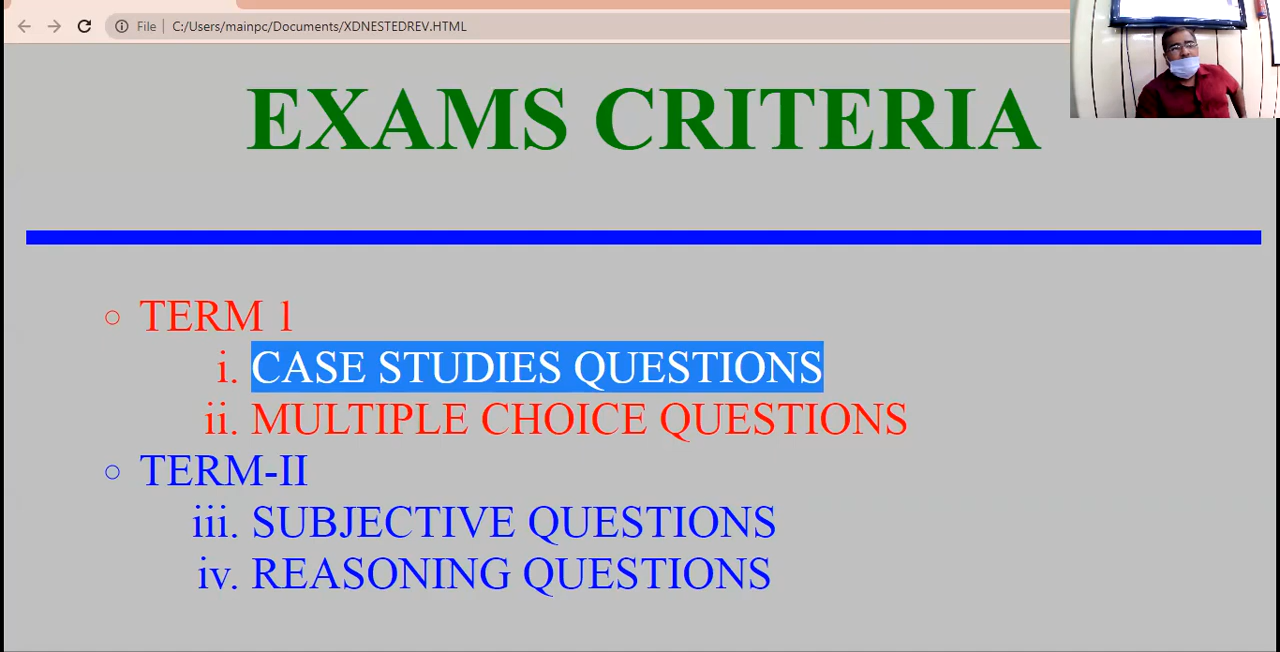 File C:/Users/mainpc/Documents/XDNESTEDREV.HTML
EXAMS CRITERIA
TERM 1
i. CASE STUDIES QUESTIONS
ii. MULTIPLE CHOICE QUESTIONS
TERM-II
iii. SUBJECTIVE QUESTIONS
iv. REASONING QUESTIONS